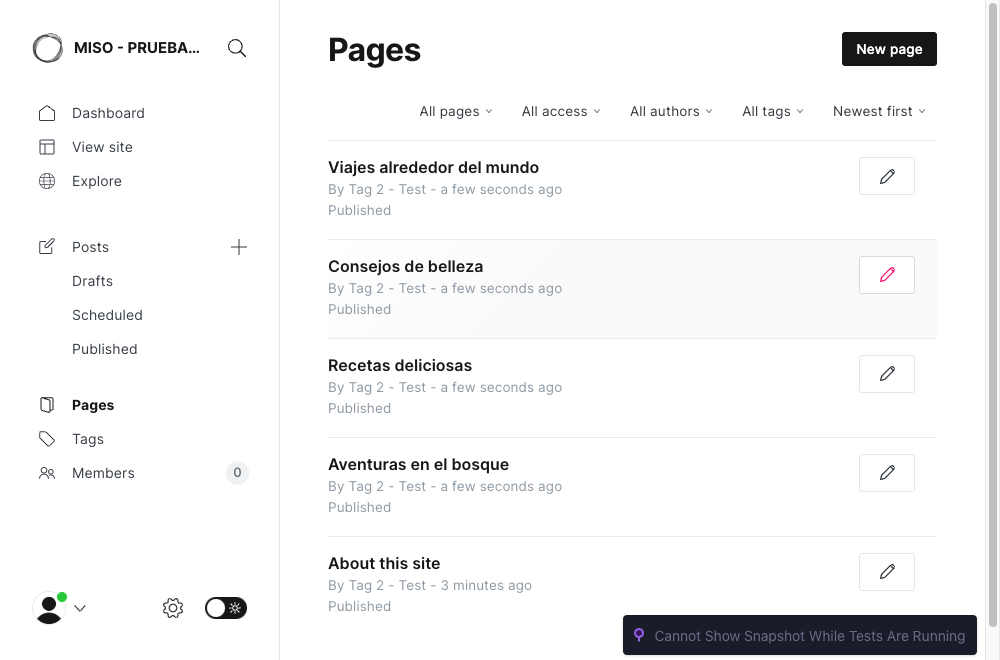 MISO - PRUEBA...
Dashboard
View site
Explore
Posts
Drafts
Scheduled
Published
Pages
Tags
Members
0
Pages
New page
All pages
All access
All authors
All tags
Newest first
Viajes alrededor del mundo
By Tag 2 - Test - a few seconds ago
Published
Consejos de belleza
By Tag 2 - Test - a few seconds ago
Published
Recetas deliciosas
By Tag 2 - Test - a few seconds ago
Published
Aventuras en el bosque
By Tag 2 - Test - a few seconds ago
Published
About this site
By Tag 2 - Test - 3 minutes ago
Published
Cannot Show Snapshot While Tests Are Running